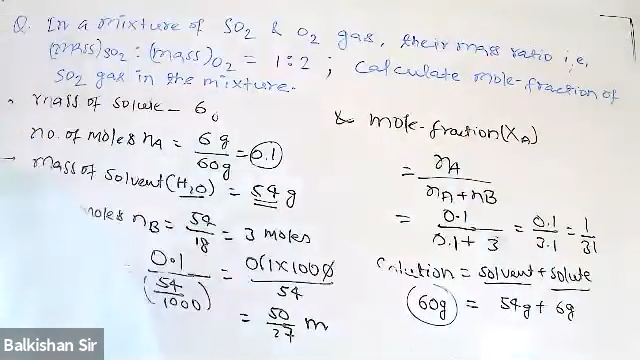 Q. In a mixture of SO2 & O2 gas, their mass ratio i.e,
(mass)SO2 : (mass)O2 = 1:2 ; Calculate mole-fraction of
SO2 gas in the mixture.
mass of solute - 6
no. of moles nA = 6g/60g = 0.1
→ mass of solvent (H2O) = 54 g
moles nB = 54/18 = 3 moles
0.1/(54/1000) = 0.1×1000/54
= 50/27 m
mole-fraction (XA)
= nA/nA+nB
= 0.1/0.1+3 = 0.1/3.1 = 1/31
solution = solvent + solute
60g = 54g + 6g
Balkishan Sir